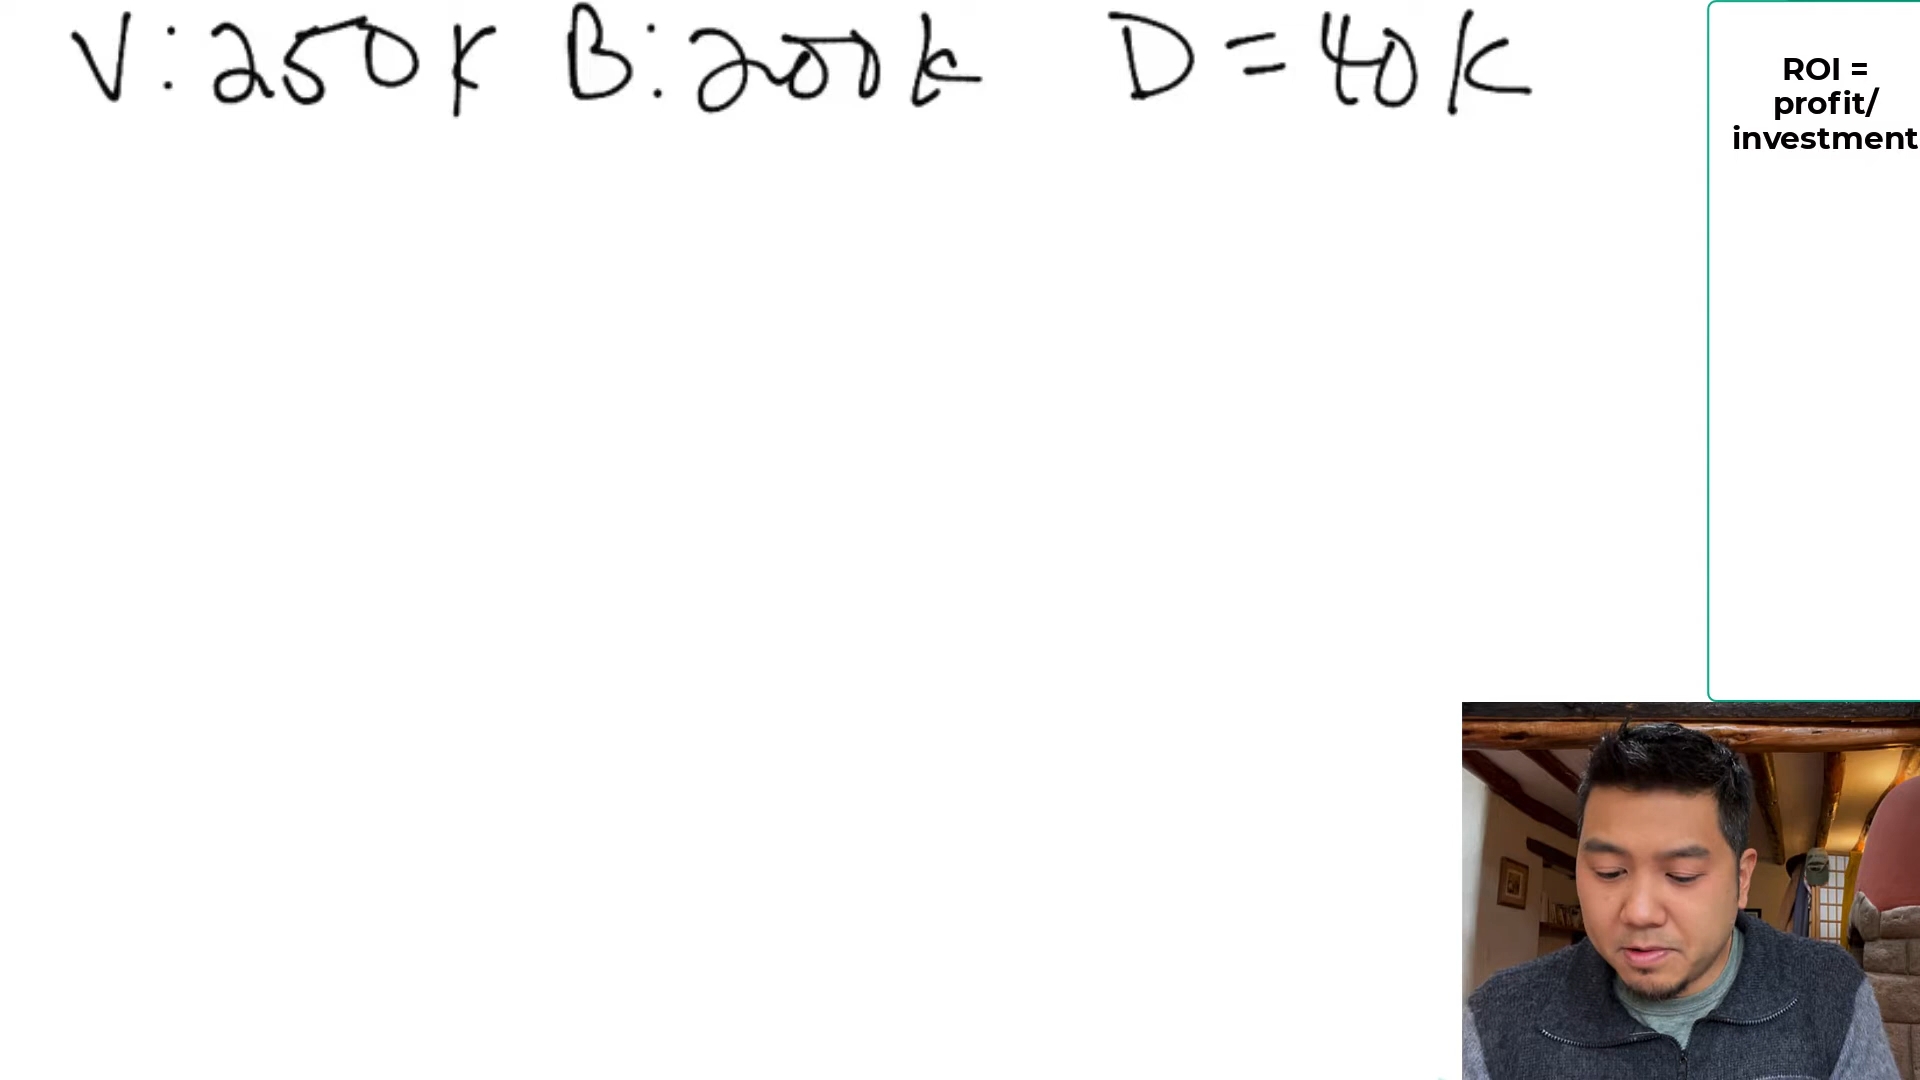 V: 250K B: 200k D = 40K
ROI =
profit/
investment